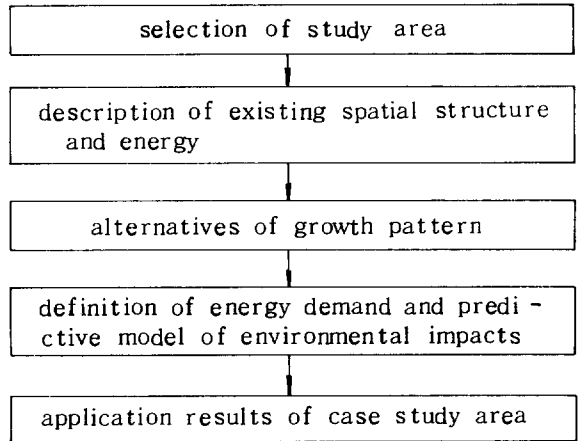 selection of study area
description of existing spatial structure
and energy
alternatives of growth pattern
definition of energy demand and predi-
ctive model of environmental impacts
application results of case study area